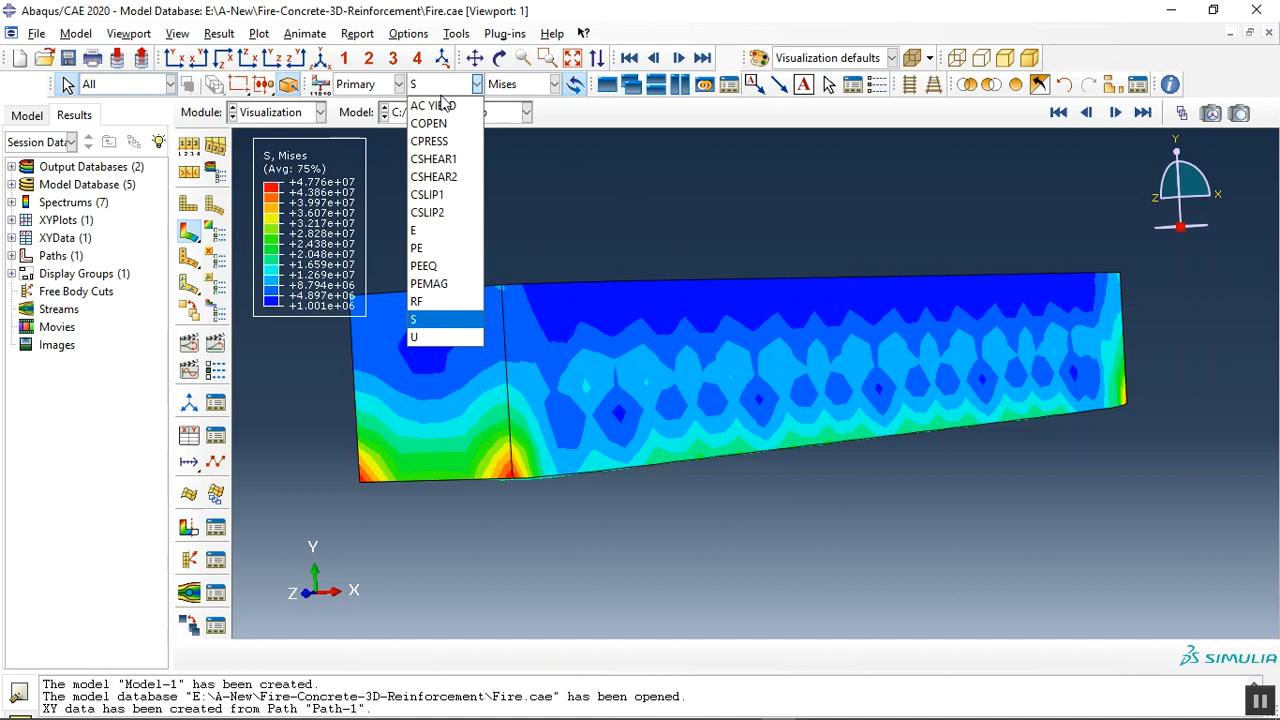 Abaqus/CAE 2020 - Model Database: E:\A-New\Fire-Concrete-3D-Reinforcement\Fire.cae [Viewport: 1]
File Model Viewport View Result Plot Animate Report Options Tools Plug-ins Help
1 2 3 4 Visualization defaults
All Primary S Mises
Model Results Module: Visualization Model: C:/
Session Data
Output Databases (2)
Model Database (5)
Spectrums (7)
XYPlots (1)
XYData (1)
Paths (1)
Display Groups (1)
Free Body Cuts
Streams
Movies
Images
AC YIELD
COPEN
CPRESS
CSHEAR1
CSHEAR2
CSLIP1
CSLIP2
E
PE
PEEQ
PEMAG
RF
S
U
S, Mises
(Avg: 75%)
+4.776e+07
+4.386e+07
+3.997e+07
+3.607e+07
+3.217e+07
+2.828e+07
+2.438e+07
+2.048e+07
+1.659e+07
+1.269e+07
+8.794e+06
+4.897e+06
+1.001e+06
Y
Z X
Y
Z X
SIMULIA
The model "Model-1" has been created.
The model database "E:\A-New\Fire-Concrete-3D-Reinforcement\Fire.cae" has been opened.
XY data has been created from Path "Path-1".